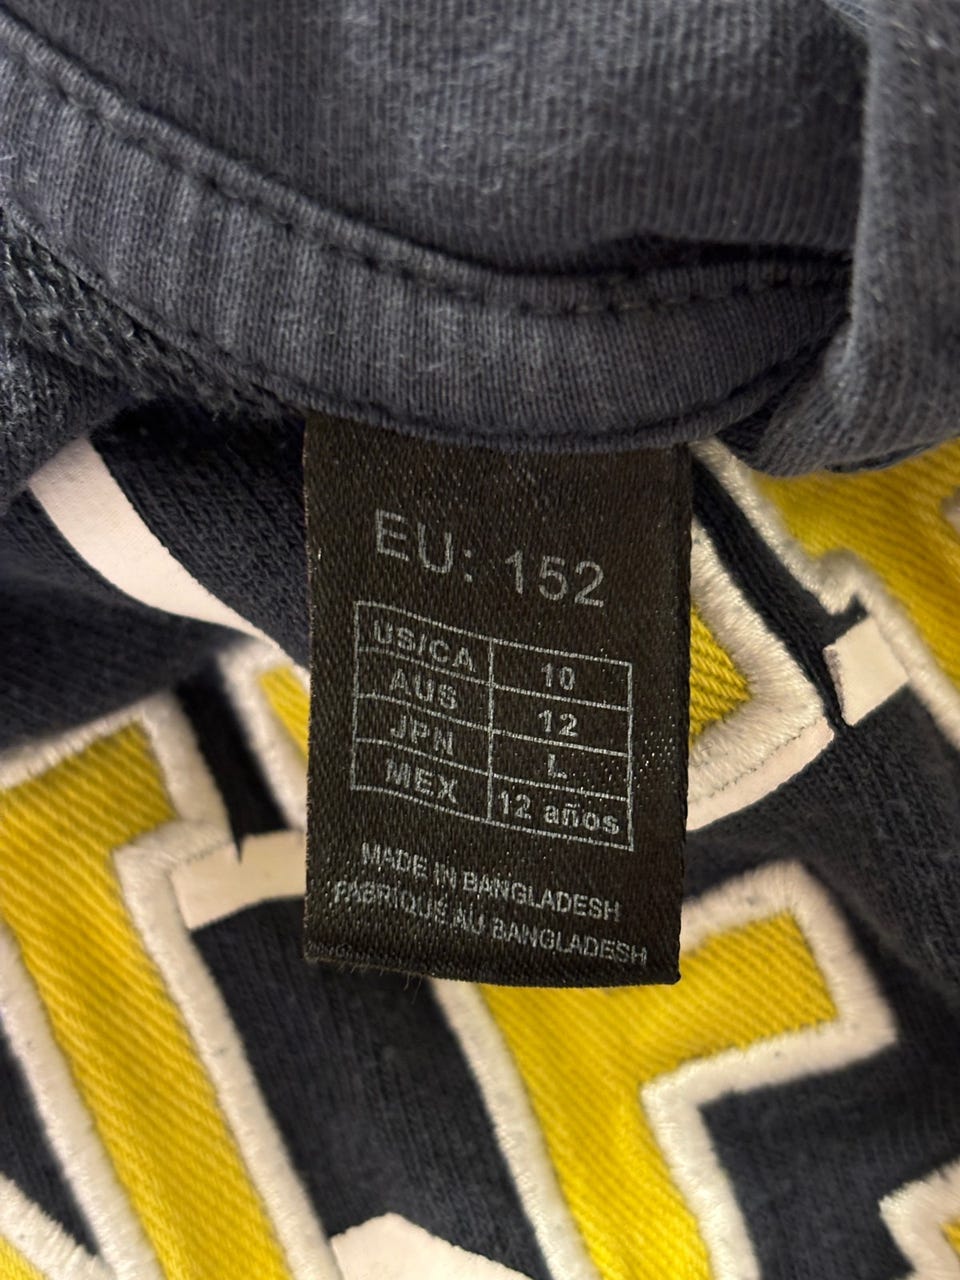 EU: 152
US/CA 10
AUS 12
JPN L
MEX 12 años
MADE IN BANGLADESH
FABRIQUÉ AU BANGLADESH